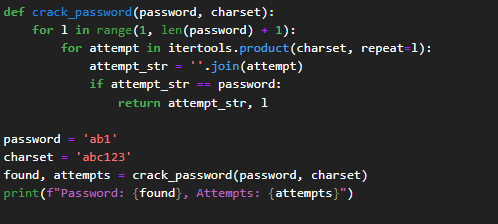 def crack_password(password, charset):
    for l in range(1, len(password) + 1):
        for attempt in itertools.product(charset, repeat=l):
            attempt_str = ''.join(attempt)
            if attempt_str == password:
                return attempt_str, l

password = 'ab1'
charset = 'abc123'
found, attempts = crack_password(password, charset)
print(f"Password: {found}, Attempts: {attempts}")